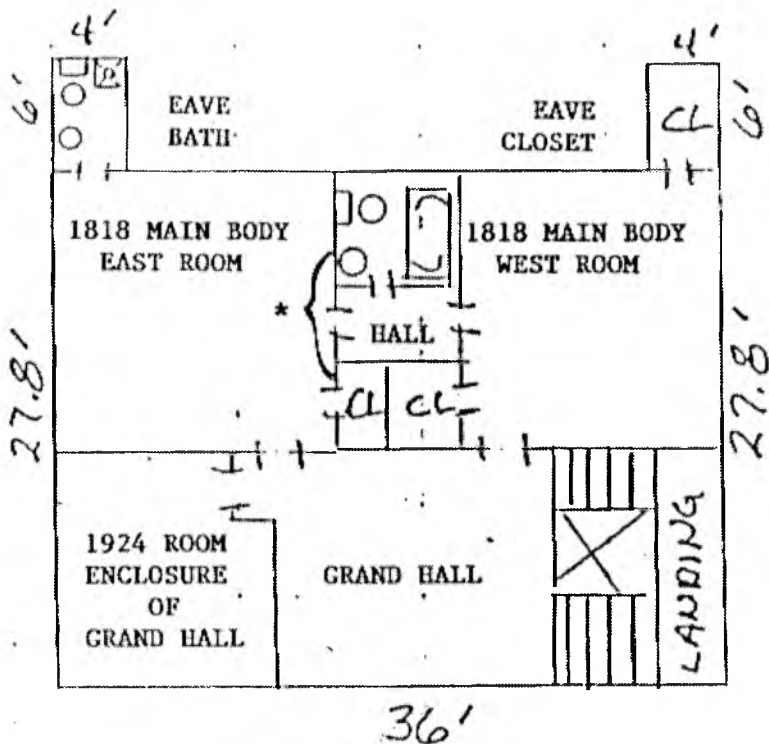 4'
4'
6'
6'
EAVE
BATH
EAVE
CLOSET
CL
1818 MAIN BODY
EAST ROOM
1818 MAIN BODY
WEST ROOM
*
HALL
27.8'
27.8'
CL
CL
1924 ROOM
ENCLOSURE
OF
GRAND HALL
GRAND HALL
LANDING
36'